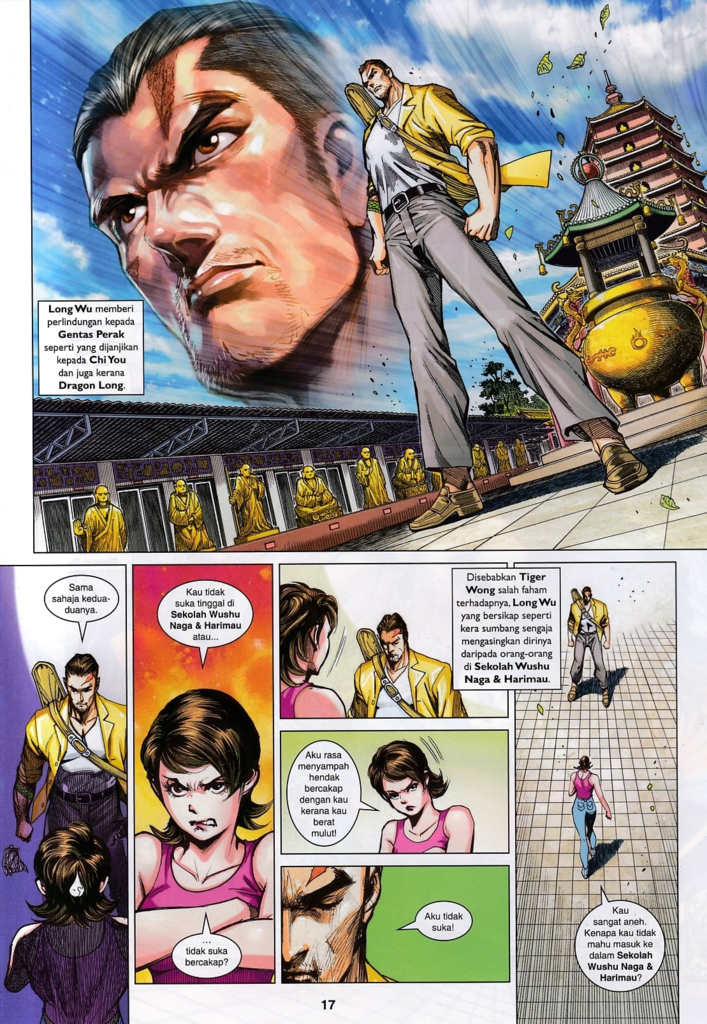 Long Wu memberi
perlindungan kepada
Gentas Perak
seperti yang dijanjikan
kepada Chi You
dan juga kerana
Dragon Long.
Sama
sahaja kedua-
duanya.
Kau tidak
suka tinggal di
Sekolah Wushu
Naga & Harimau
atau...
...
tidak suka
bercakap?
Aku rasa
menyampah
hendak
bercakap
dengan kau
kerana kau
berat
mulut!
Aku tidak
suka!
Disebabkan Tiger
Wong salah faham
terhadapnya, Long Wu
yang bersikap seperti
kera sumbang sengaja
mengasingkan dirinya
daripada orang-orang
di Sekolah Wushu
Naga & Harimau.
Kau
sangat aneh.
Kenapa kau tidak
mahu masuk ke
dalam Sekolah
Wushu Naga &
Harimau?
17